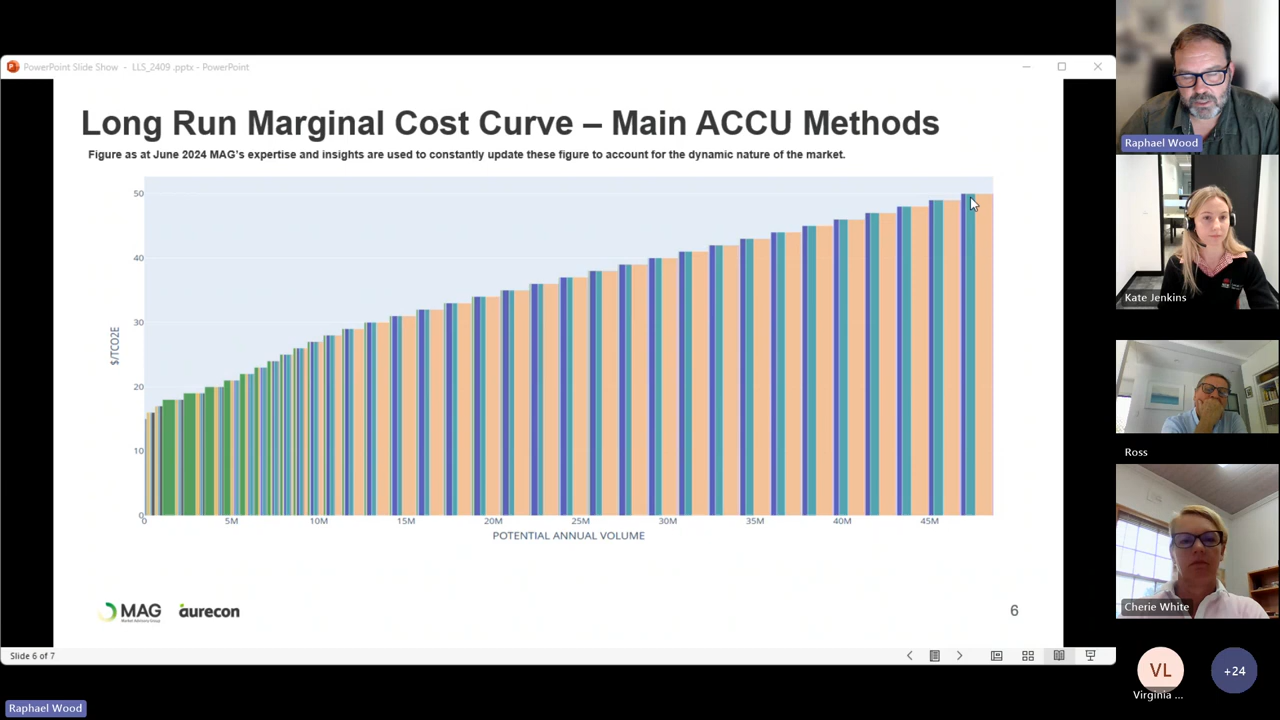 PowerPoint Slide Show - LLS_2409 .pptx - PowerPoint
Long Run Marginal Cost Curve – Main ACCU Methods
Figure as at June 2024 MAG's expertise and insights are used to constantly update these figure to account for the dynamic nature of the market.
50
40
30
20
10
0
$/TCO2E
0 5M 10M 15M 20M 25M 30M 35M 40M 45M
POTENTIAL ANNUAL VOLUME
MAG
Market Advisory Group
aurecon
6
Slide 6 of 7
Raphael Wood
Raphael Wood
Kate Jenkins
Ross
Cherie White
VL
Virginia ...
+24